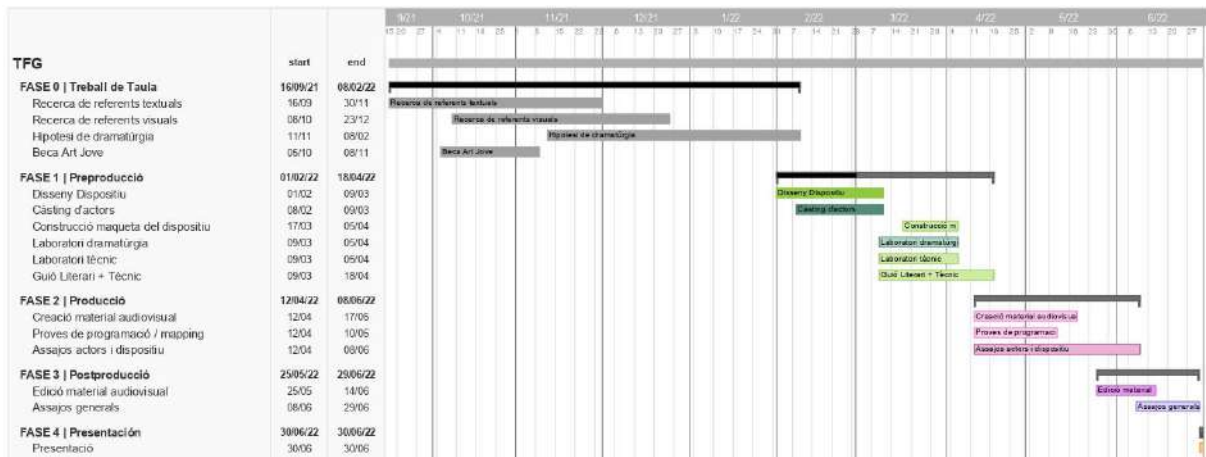 9/21 10/21 11/21 12/21 1/22 2/22 3/22 4/22 5/22 6/22
TFG start end
FASE 0 | Treball de Taula 16/09/21 08/02/22
Recerca de referents textuals 16/09 30/11 Recerca de referents textuals
Recerca de referents visuals 08/10 23/12 Recerca de referents visuals
Hipotesi de dramatúrgia 11/11 08/02 Hipotesi de dramatúrgia
Beca Art Jove 05/10 08/11 Beca Art Jove
FASE 1 | Preproducció 01/02/22 18/04/22
Disseny Dispositiu 01/02 09/03 Disseny Dispositiu
Càsting d'actors 08/02 09/03 Càsting d'actors
Construcció maqueta del dispositiu 17/03 05/04 Construcció m
Laboratori dramatúrgia 09/03 05/04 Laboratori dramatúrgi
Laboratori tècnic 09/03 05/04 Laboratori tècnic
Guió Literari + Tècnic 09/03 18/04 Guió Literari + Tècnic
FASE 2 | Producció 12/04/22 08/06/22
Creació material audiovisual 12/04 17/05 Creació material audiovisual
Proves de programació / mapping 12/04 10/05 Proves de programaci
Assajos actors i dispositiu 12/04 08/06 Assajos actors i dispositiu
FASE 3 | Postproducció 25/05/22 29/06/22
Edició material audiovisual 25/05 14/06 Edició material
Assajos generals 08/06 29/06 Assajos generals
FASE 4 | Presentación 30/06/22 30/06/22
Presentació 30/06 30/06